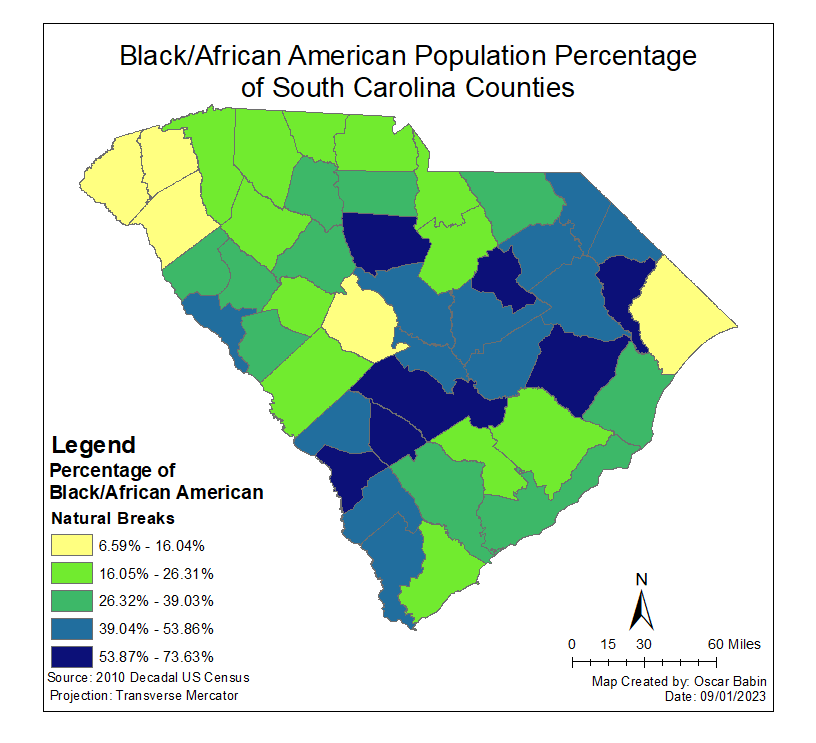 Black/African American Population Percentage
of South Carolina Counties
Legend
Percentage of
Black/African American
Natural Breaks
6.59% - 16.04%
16.05% - 26.31%
26.32% - 39.03%
39.04% - 53.86%
53.87% - 73.63%
Source: 2010 Decadal US Census
Projection: Transverse Mercator
N
0 15 30 60 Miles
Map Created by: Oscar Babin
Date: 09/01/2023